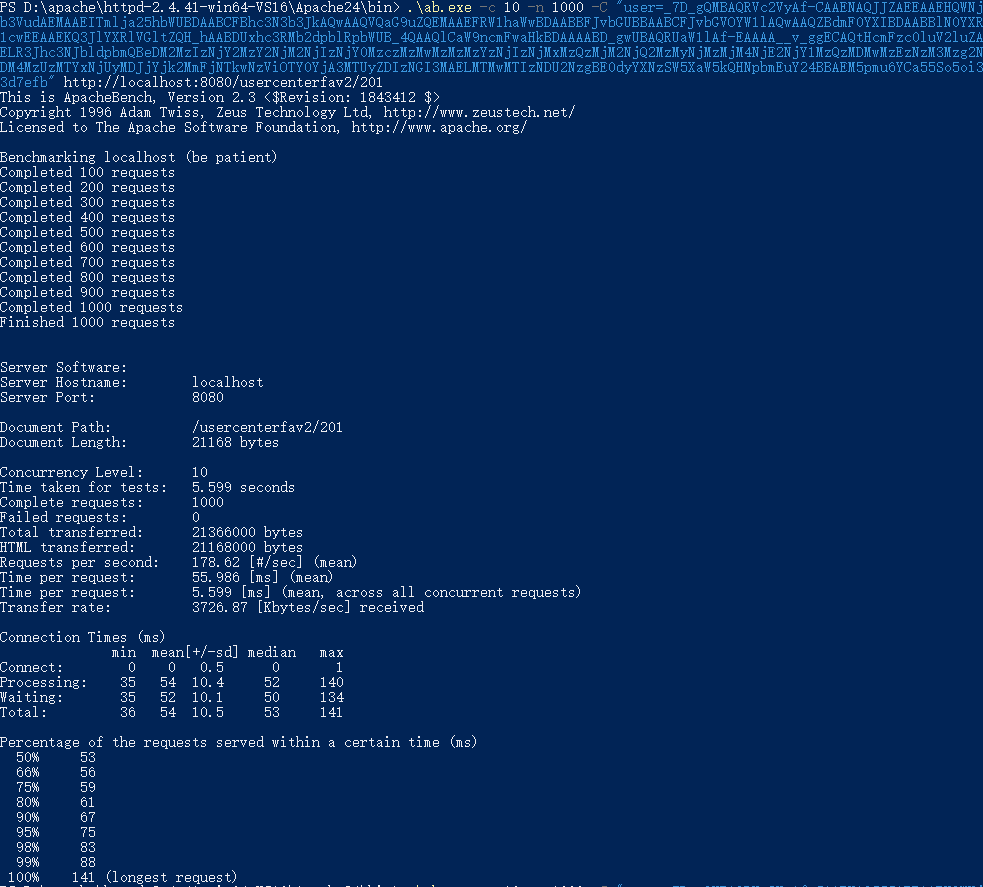 PS D:\apache\httpd-2.4.41-win64-VS16\Apache24\bin> .\ab.exe -c 10 -n 1000 -C "user=
http://localhost:8080/usercenterfav2/201
This is ApacheBench, Version 2.3 <$Revision: 1843412 $>
Copyright 1996 Adam Twiss, Zeus Technology Ltd, http://www.zeustech.net/
Licensed to The Apache Software Foundation, http://www.apache.org/
Benchmarking localhost (be patient)
Completed 100 requests
Completed 200 requests
Completed 300 requests
Completed 400 requests
Completed 500 requests
Completed 600 requests
Completed 700 requests
Completed 800 requests
Completed 900 requests
Completed 1000 requests
Finished 1000 requests
Server Software:
Server Hostname: localhost
Server Port: 8080
Document Path: /usercenterfav2/201
Document Length: 21168 bytes
Concurrency Level: 10
Time taken for tests: 5.599 seconds
Complete requests: 1000
Failed requests: 0
Total transferred: 21366000 bytes
HTML transferred: 21168000 bytes
Requests per second: 178.62 [#/sec] (mean)
Time per request: 55.986 [ms] (mean)
Time per request: 5.599 [ms] (mean, across all concurrent requests)
Transfer rate: 3726.87 [Kbytes/sec] received
Connection Times (ms)
min mean[+/-sd] median max
Connect: 0 0 0.5 0 1
Processing: 35 54 10.4 52 140
Waiting: 35 52 10.1 50 134
Total: 36 54 10.5 53 141
Percentage of the requests served within a certain time (ms)
50% 53
66% 56
75% 59
80% 61
90% 67
95% 75
98% 83
99% 88
100% 141 (longest request)